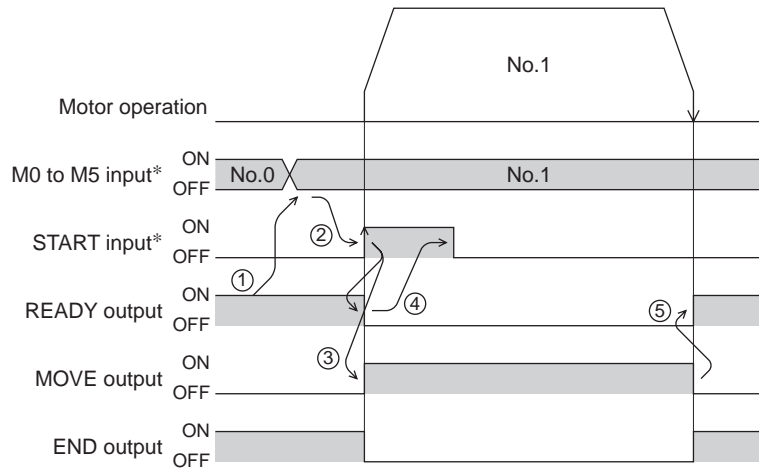 No.1
Motor operation
M0 to M5 input*
ON
OFF
No.0
No.1
START input*
ON
OFF
②
①
④
READY output
ON
OFF
⑤
③
MOVE output
ON
OFF
END output
ON
OFF